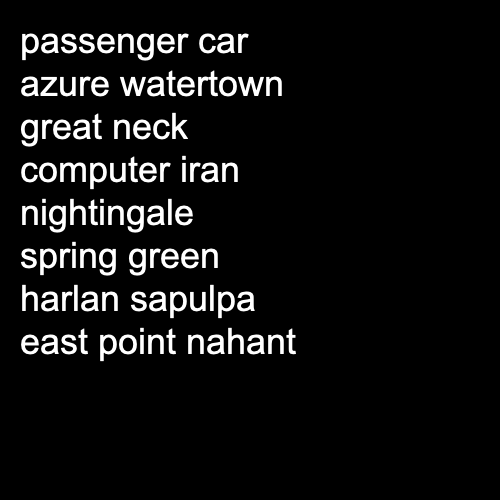 passenger car
azure watertown
great neck
computer iran
nightingale
spring green
harlan sapulpa
east point nahant